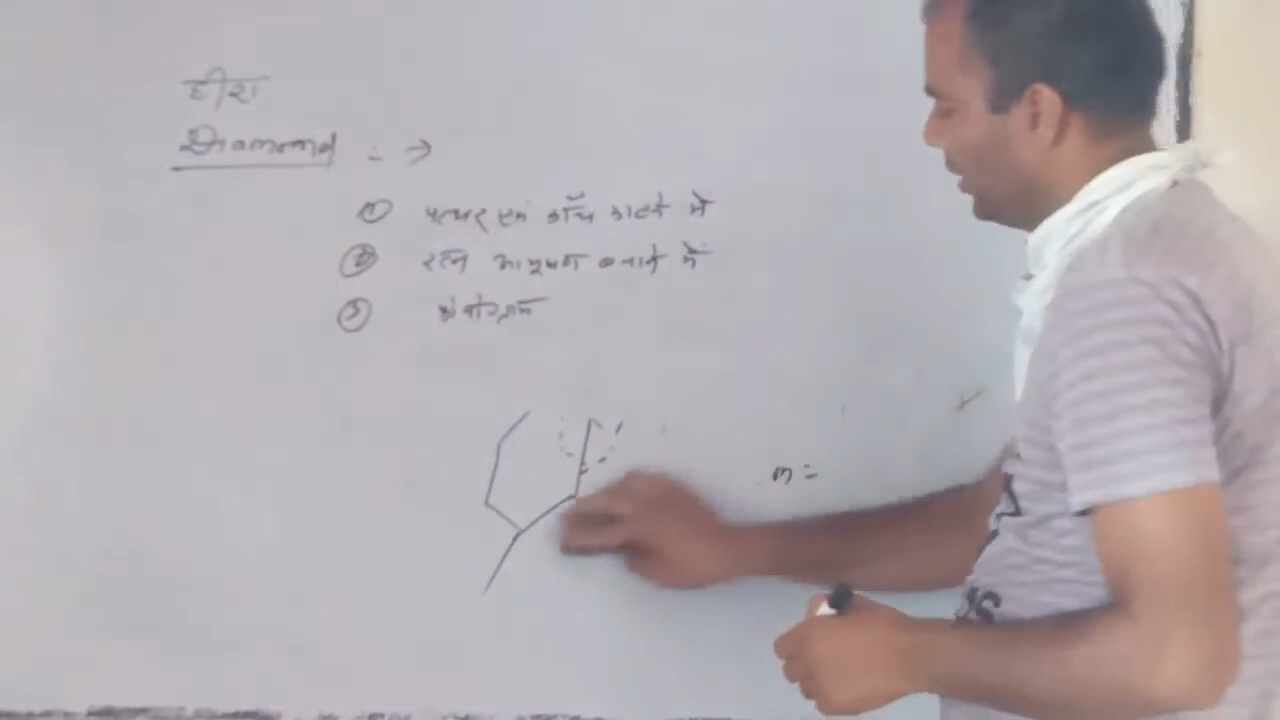 हीरा
Diamond :- →
① पत्थर एवं काँच काटने में
② रत्न आभूषण बनाने में
③
m =